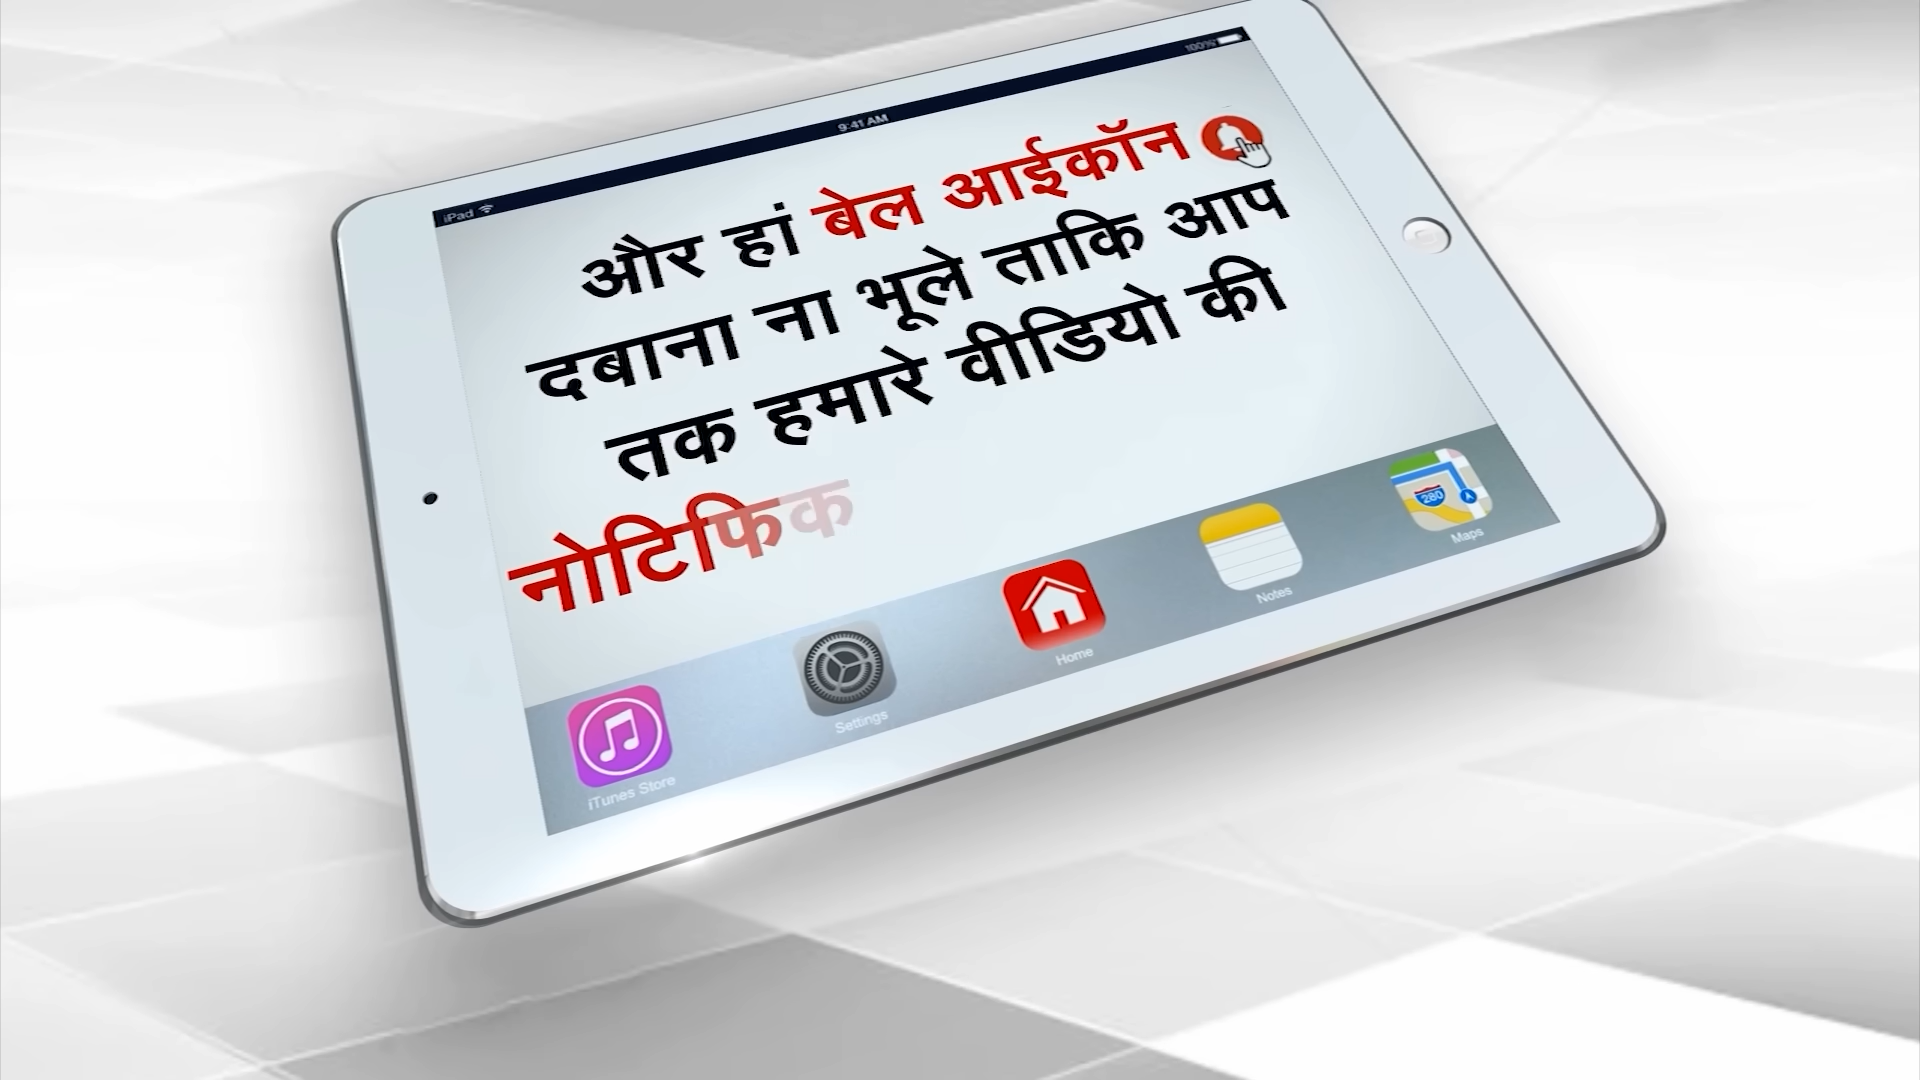 iPad
9:41 AM
100%
और हां बेल आईकॉन
दबाना ना भूले ताकि आप
तक हमारे वीडियो की
नोटिफिक
iTunes Store
Settings
Home
Notes
280
Maps